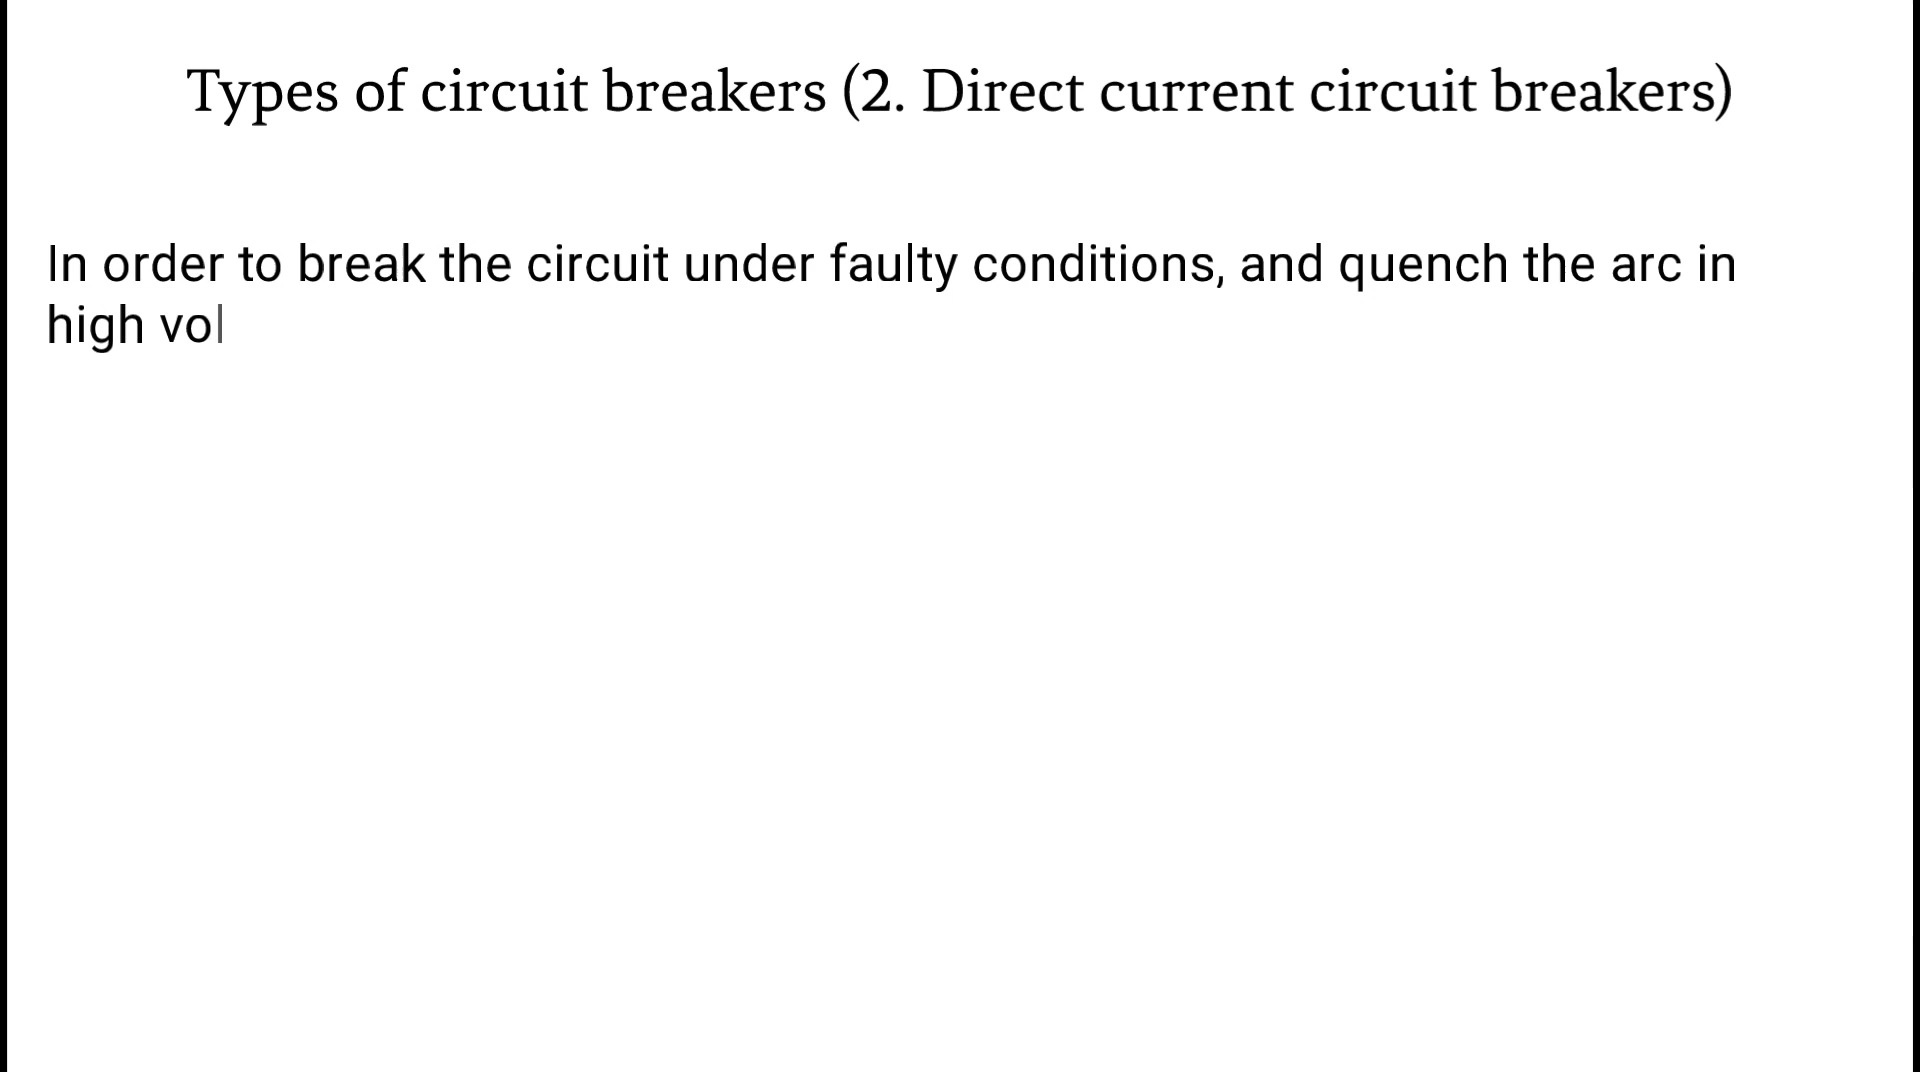 Types of circuit breakers (2. Direct current circuit breakers)
In order to break the circuit under faulty conditions, and quench the arc in
high vol